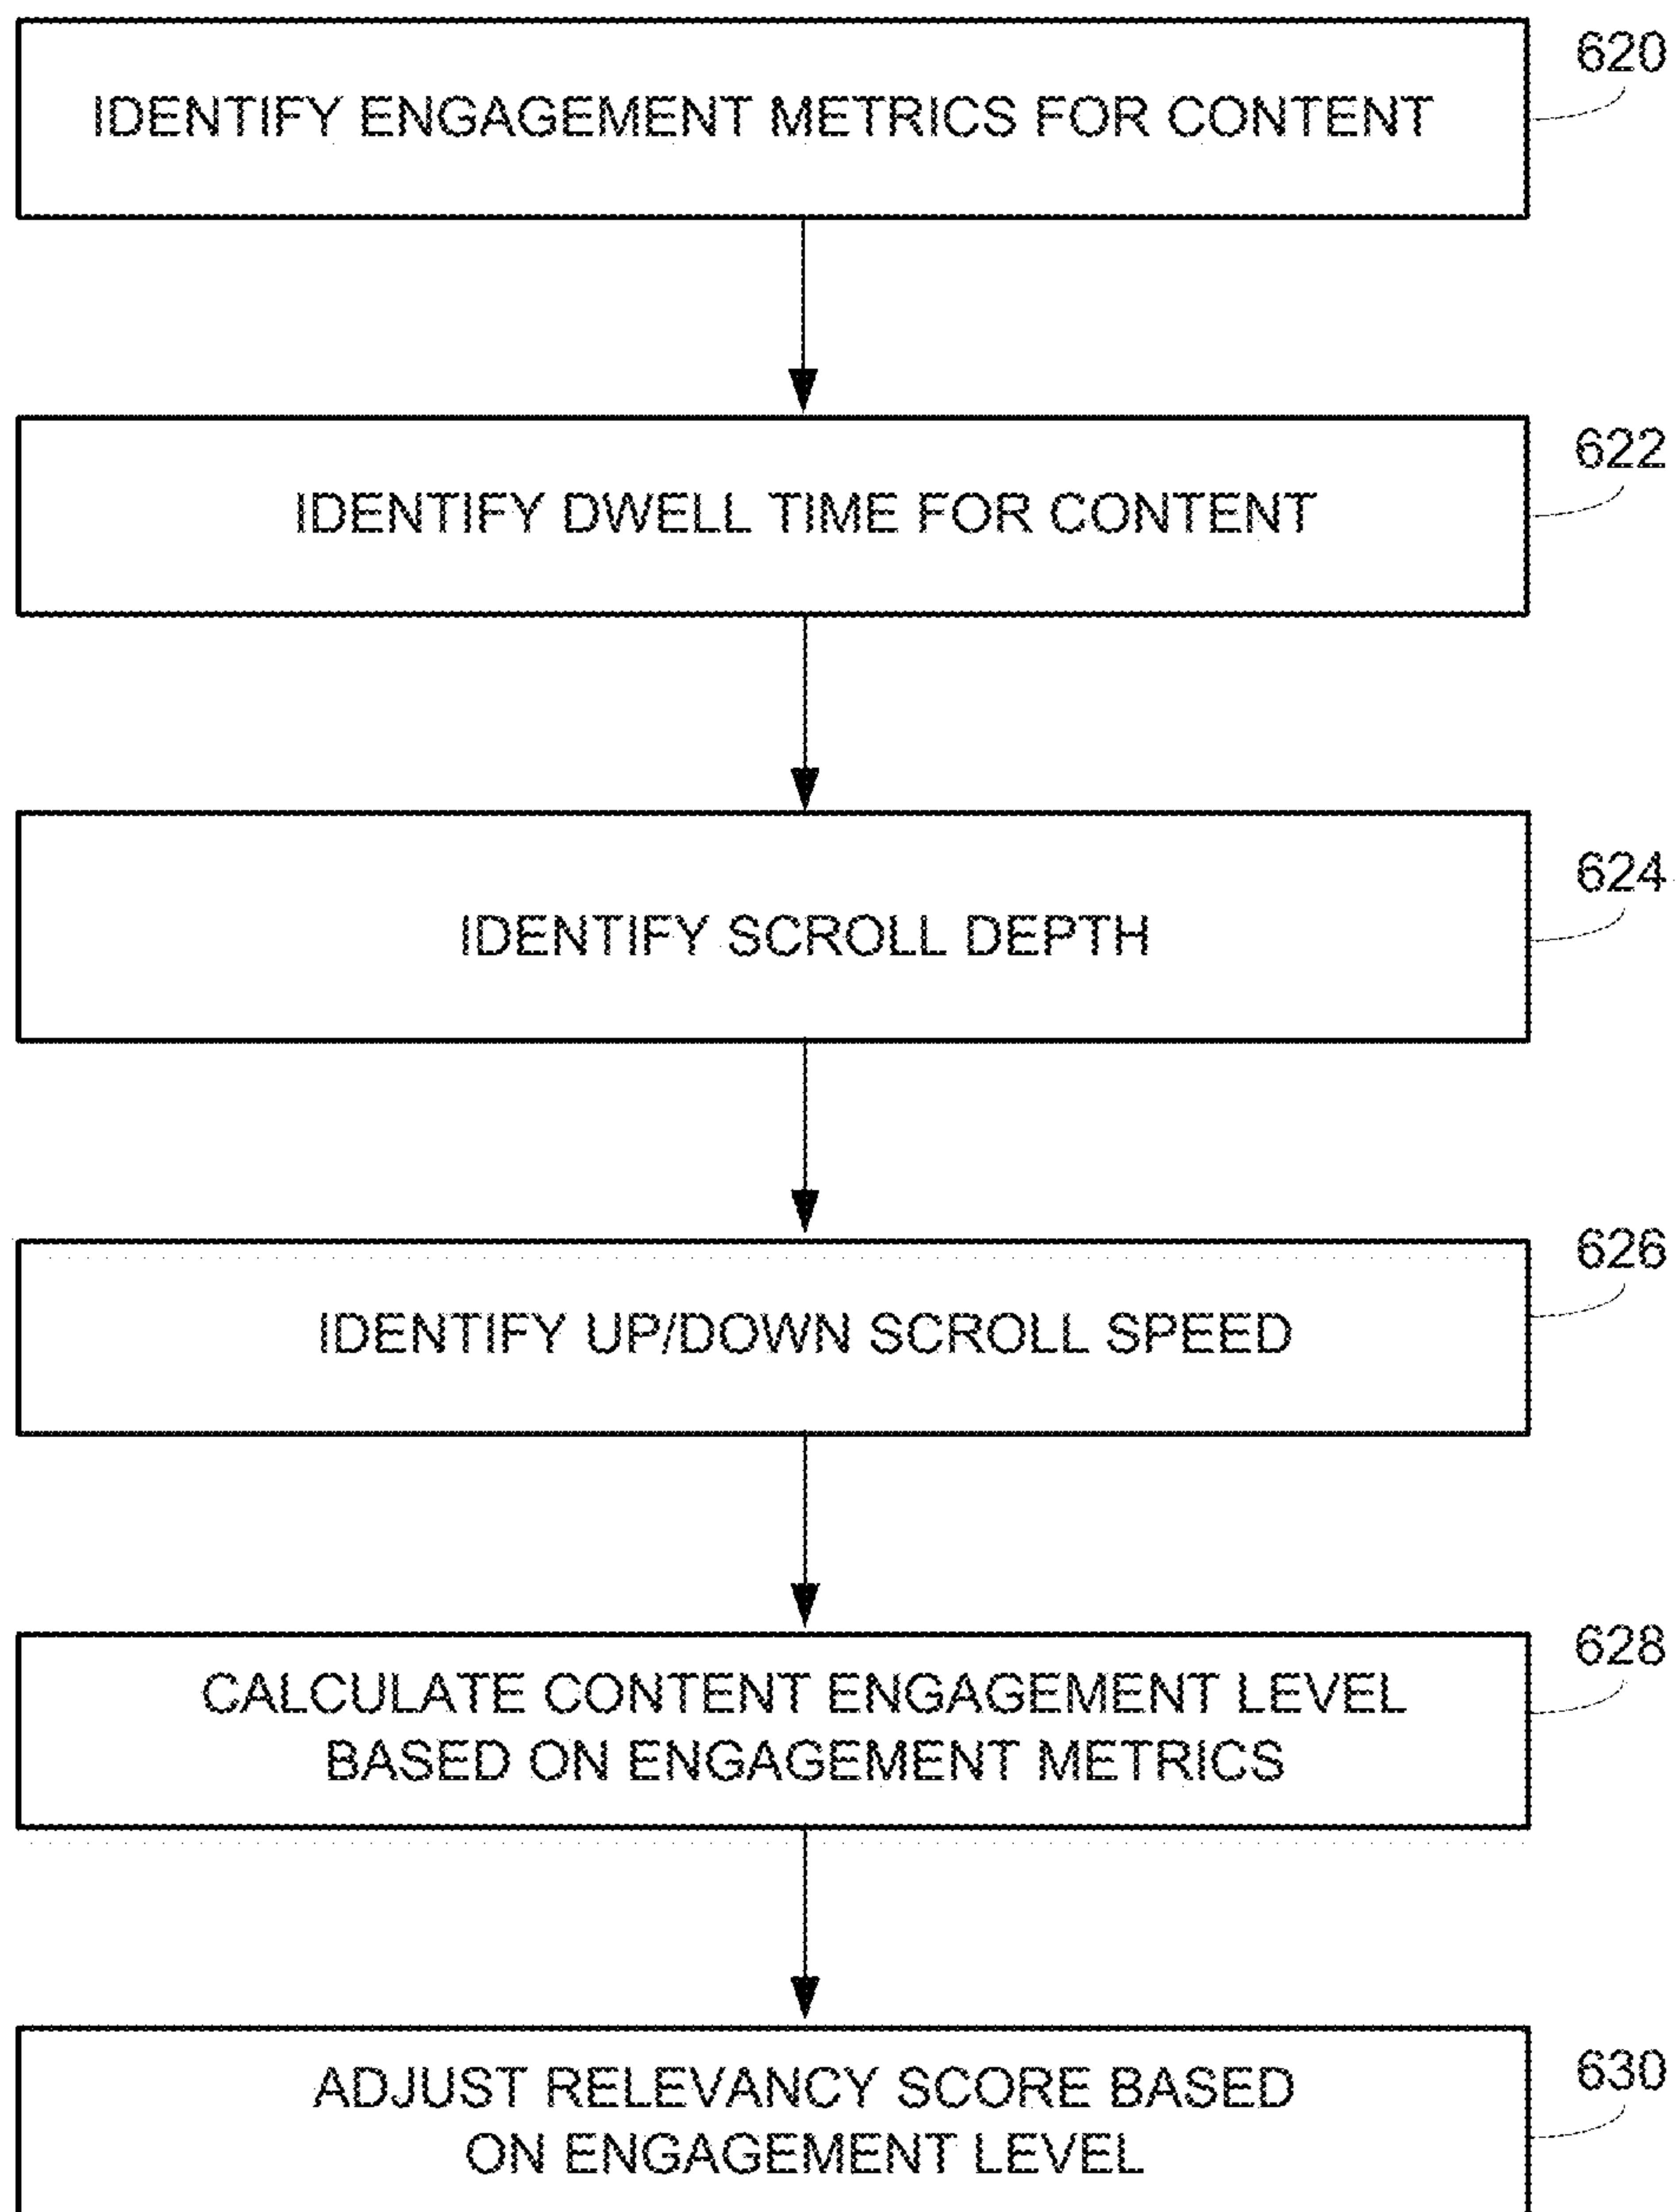 620
IDENTIFY ENGAGEMENT METRICS FOR CONTENT
622
IDENTIFY DWELL TIME FOR CONTENT
624
IDENTIFY SCROLL DEPTH
626
IDENTIFY UP/DOWN SCROLL SPEED
628
CALCULATE CONTENT ENGAGEMENT LEVEL
BASED ON ENGAGEMENT METRICS
630
ADJUST RELEVANCY SCORE BASED
ON ENGAGEMENT LEVEL